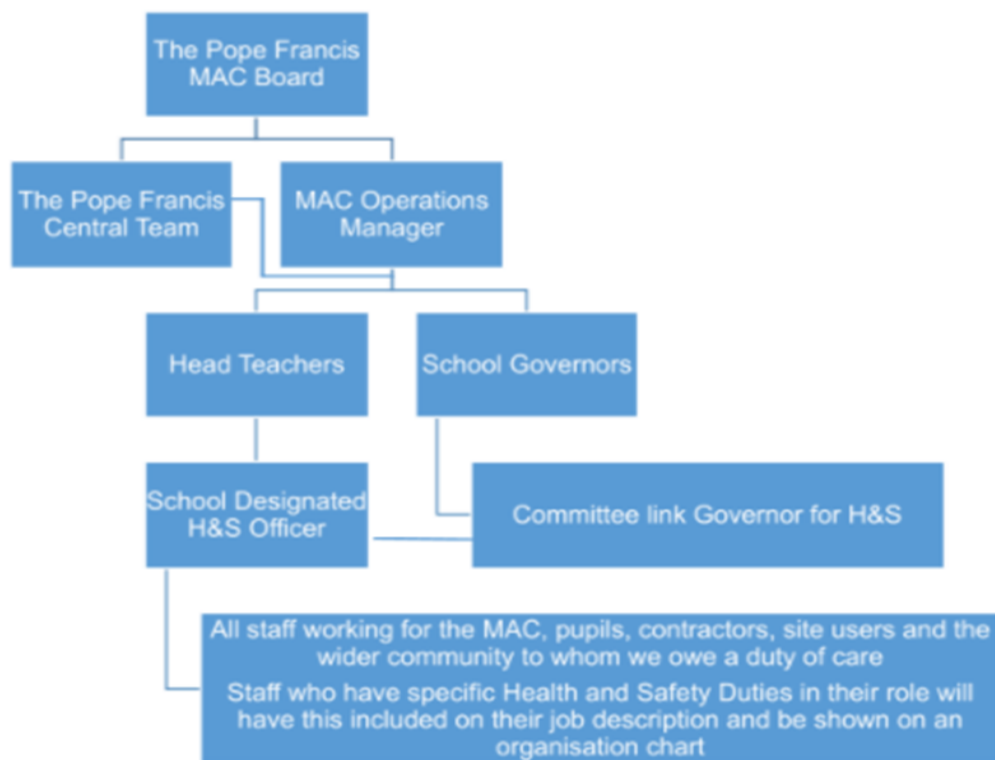 The Pope Francis
MAC Board
The Pope Francis
Central Team
MAC Operations
Manager
Head Teachers
School Governors
School Designated
H&S Officer
Committee link Governor for H&S
All staff working for the MAC, pupils, contractors, site users and the
wider community to whom we owe a duty of care
Staff who have specific Health and Safety Duties in their role will
have this included on their job description and be shown on an
organisation chart